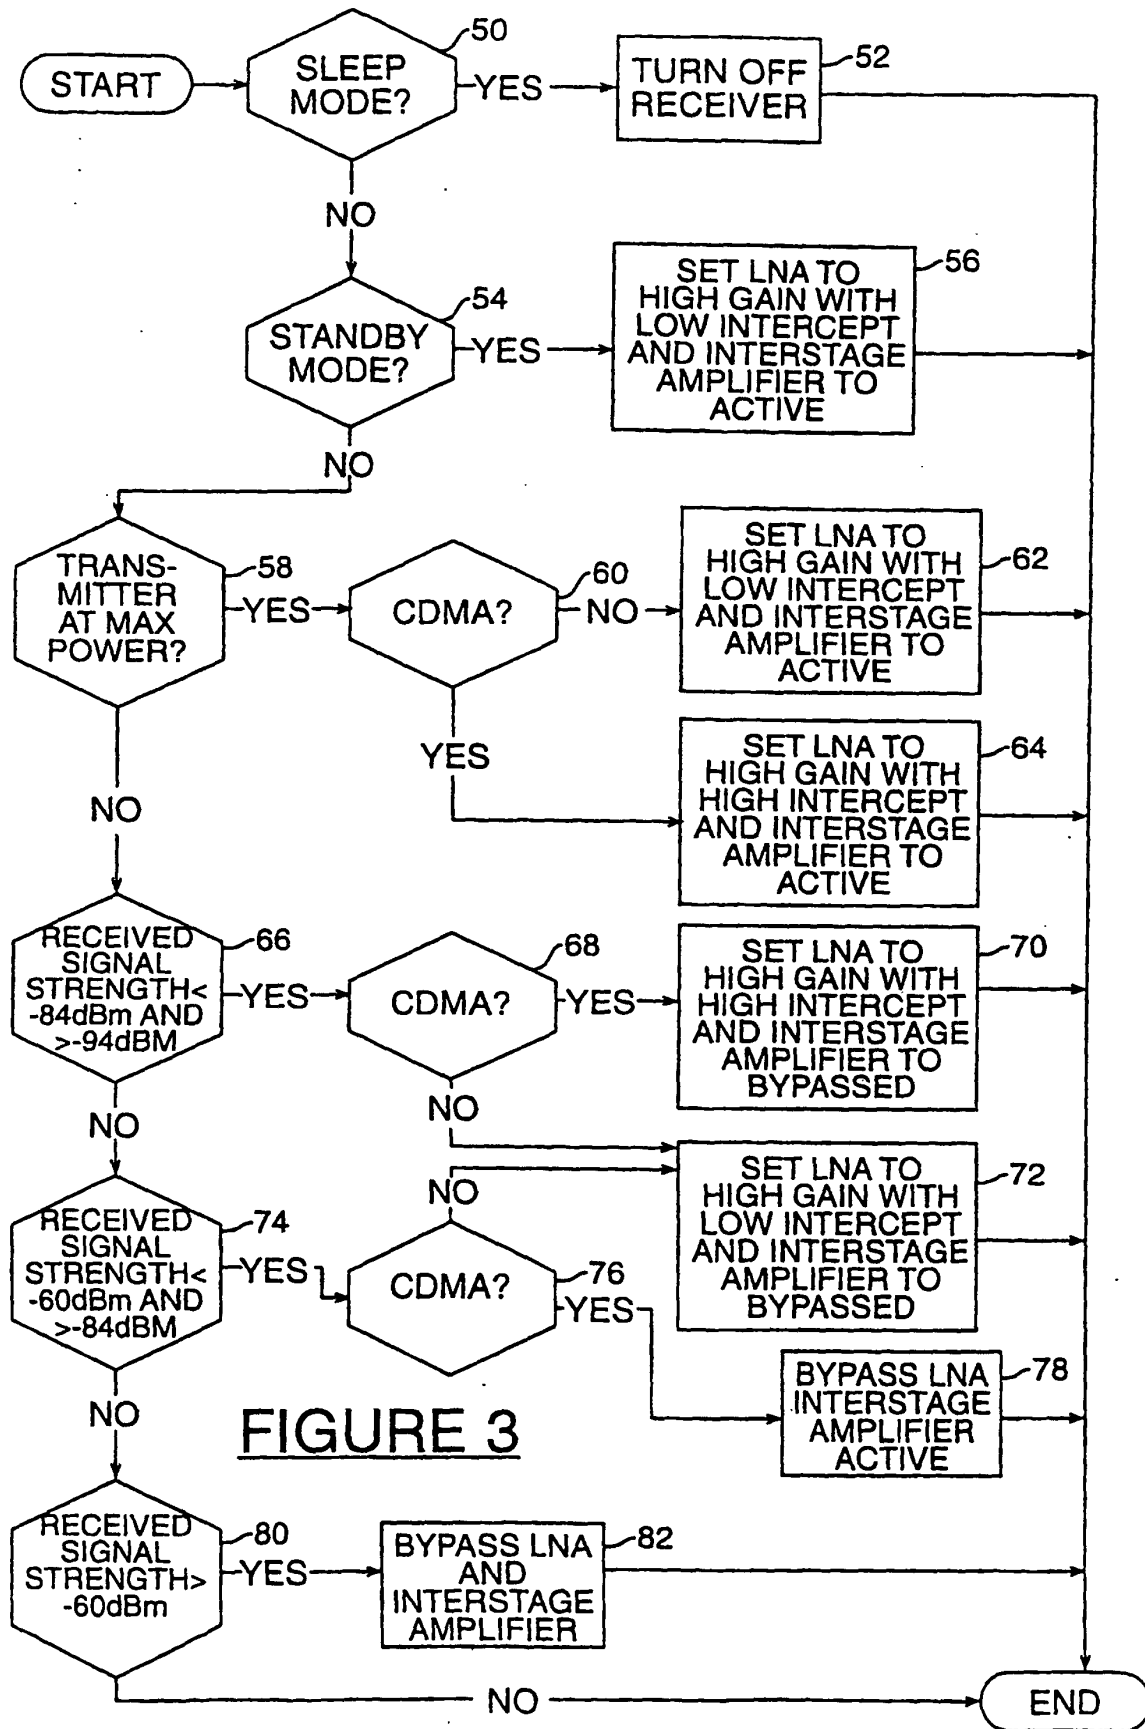 50
START
SLEEP
MODE?
YES
TURN OFF
RECEIVER
52
NO
54
STANDBY
MODE?
YES
SET LNA TO
HIGH GAIN WITH
LOW INTERCEPT
AND INTERSTAGE
AMPLIFIER TO
ACTIVE
56
NO
TRANS-
MITTER
AT MAX
POWER?
58
YES
CDMA?
60
NO
SET LNA TO
HIGH GAIN WITH
LOW INTERCEPT
AND INTERSTAGE
AMPLIFIER TO
ACTIVE
62
YES
SET LNA TO
HIGH GAIN WITH
HIGH INTERCEPT
AND INTERSTAGE
AMPLIFIER TO
ACTIVE
64
NO
RECEIVED
SIGNAL
STRENGTH<
-84dBm AND
>-94dBM
66
YES
CDMA?
68
YES
SET LNA TO
HIGH GAIN WITH
HIGH INTERCEPT
AND INTERSTAGE
AMPLIFIER TO
BYPASSED
70
NO
NO
RECEIVED
SIGNAL
STRENGTH<
-60dBm AND
>-84dBM
74
YES
NO
CDMA?
76
YES
SET LNA TO
HIGH GAIN WITH
LOW INTERCEPT
AND INTERSTAGE
AMPLIFIER TO
BYPASSED
72
BYPASS LNA
INTERSTAGE
AMPLIFIER
ACTIVE
78
NO
FIGURE 3
RECEIVED
SIGNAL
STRENGTH>
-60dBm
80
YES
BYPASS LNA
AND
INTERSTAGE
AMPLIFIER
82
NO
END